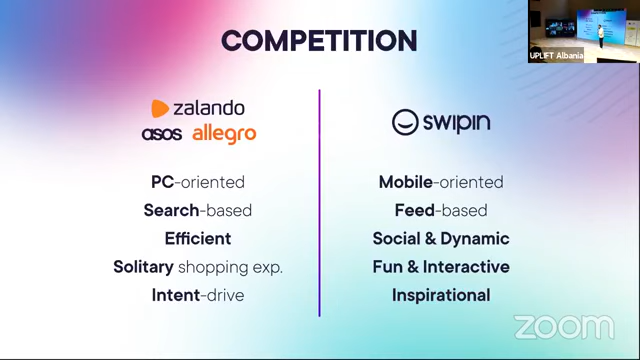 COMPETITION
UPLIFT Albania
zalando
asos allegro
PC-oriented
Search-based
Efficient
Solitary shopping exp.
Intent-drive
swipin
Mobile-oriented
Feed-based
Social & Dynamic
Fun & Interactive
Inspirational
zoom